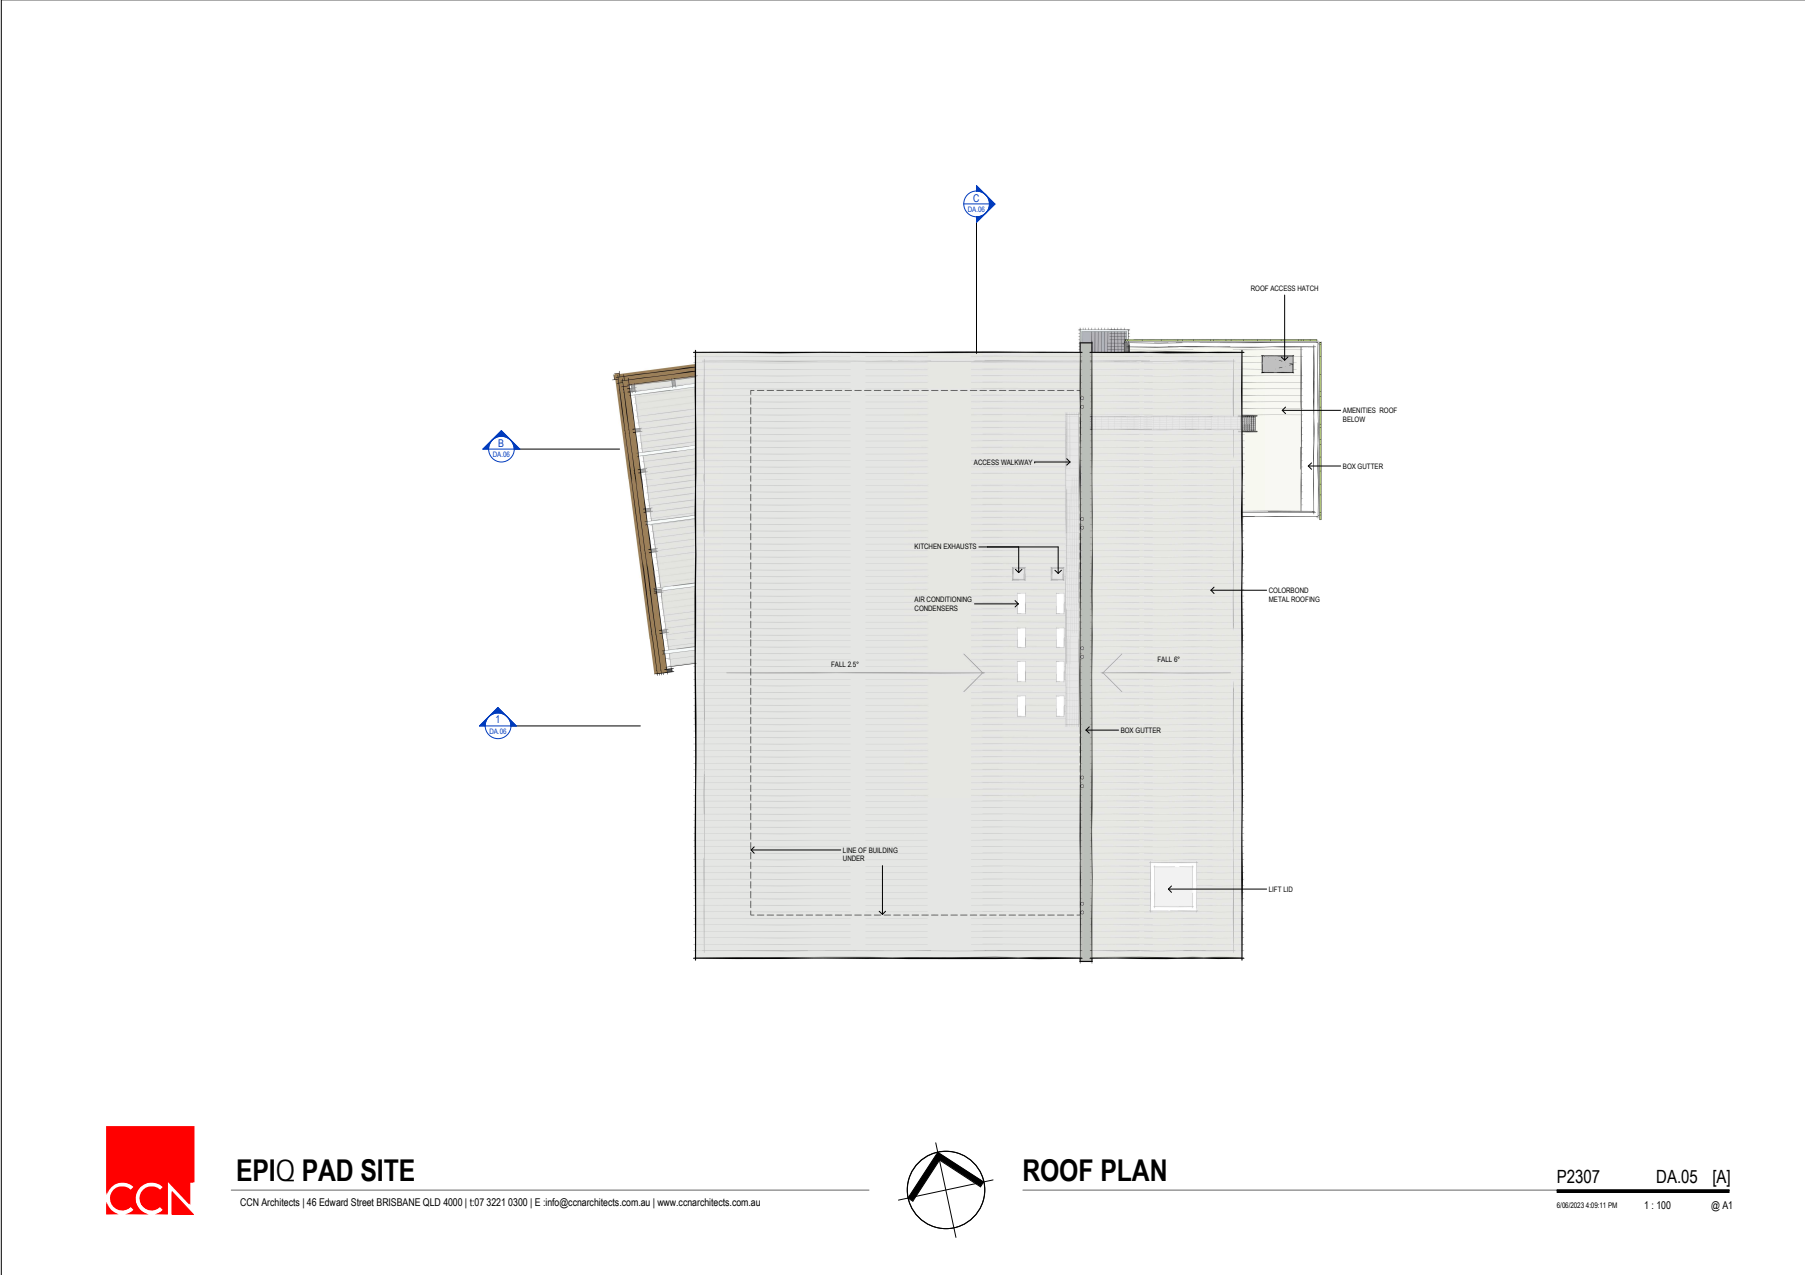 C
DA.06
ROOF ACCESS HATCH
AMENITIES ROOF
BELOW
B
DA.06
ACCESS WALKWAY
BOX GUTTER
KITCHEN EXHAUSTS
COLORBOND
METAL ROOFING
AIR CONDITIONING
CONDENSERS
FALL 2.5°
FALL 6°
1
DA.06
BOX GUTTER
LINE OF BUILDING
UNDER
LIFT LID
CCN
EPIQ PAD SITE
CCN Architects | 46 Edward Street BRISBANE QLD 4000 | t:07 3221 0300 | E :info@ccnarchitects.com.au | www.ccnarchitects.com.au
ROOF PLAN
P2307 DA.05 [A]
6/06/2023 4:09:11 PM 1 : 100 @ A1